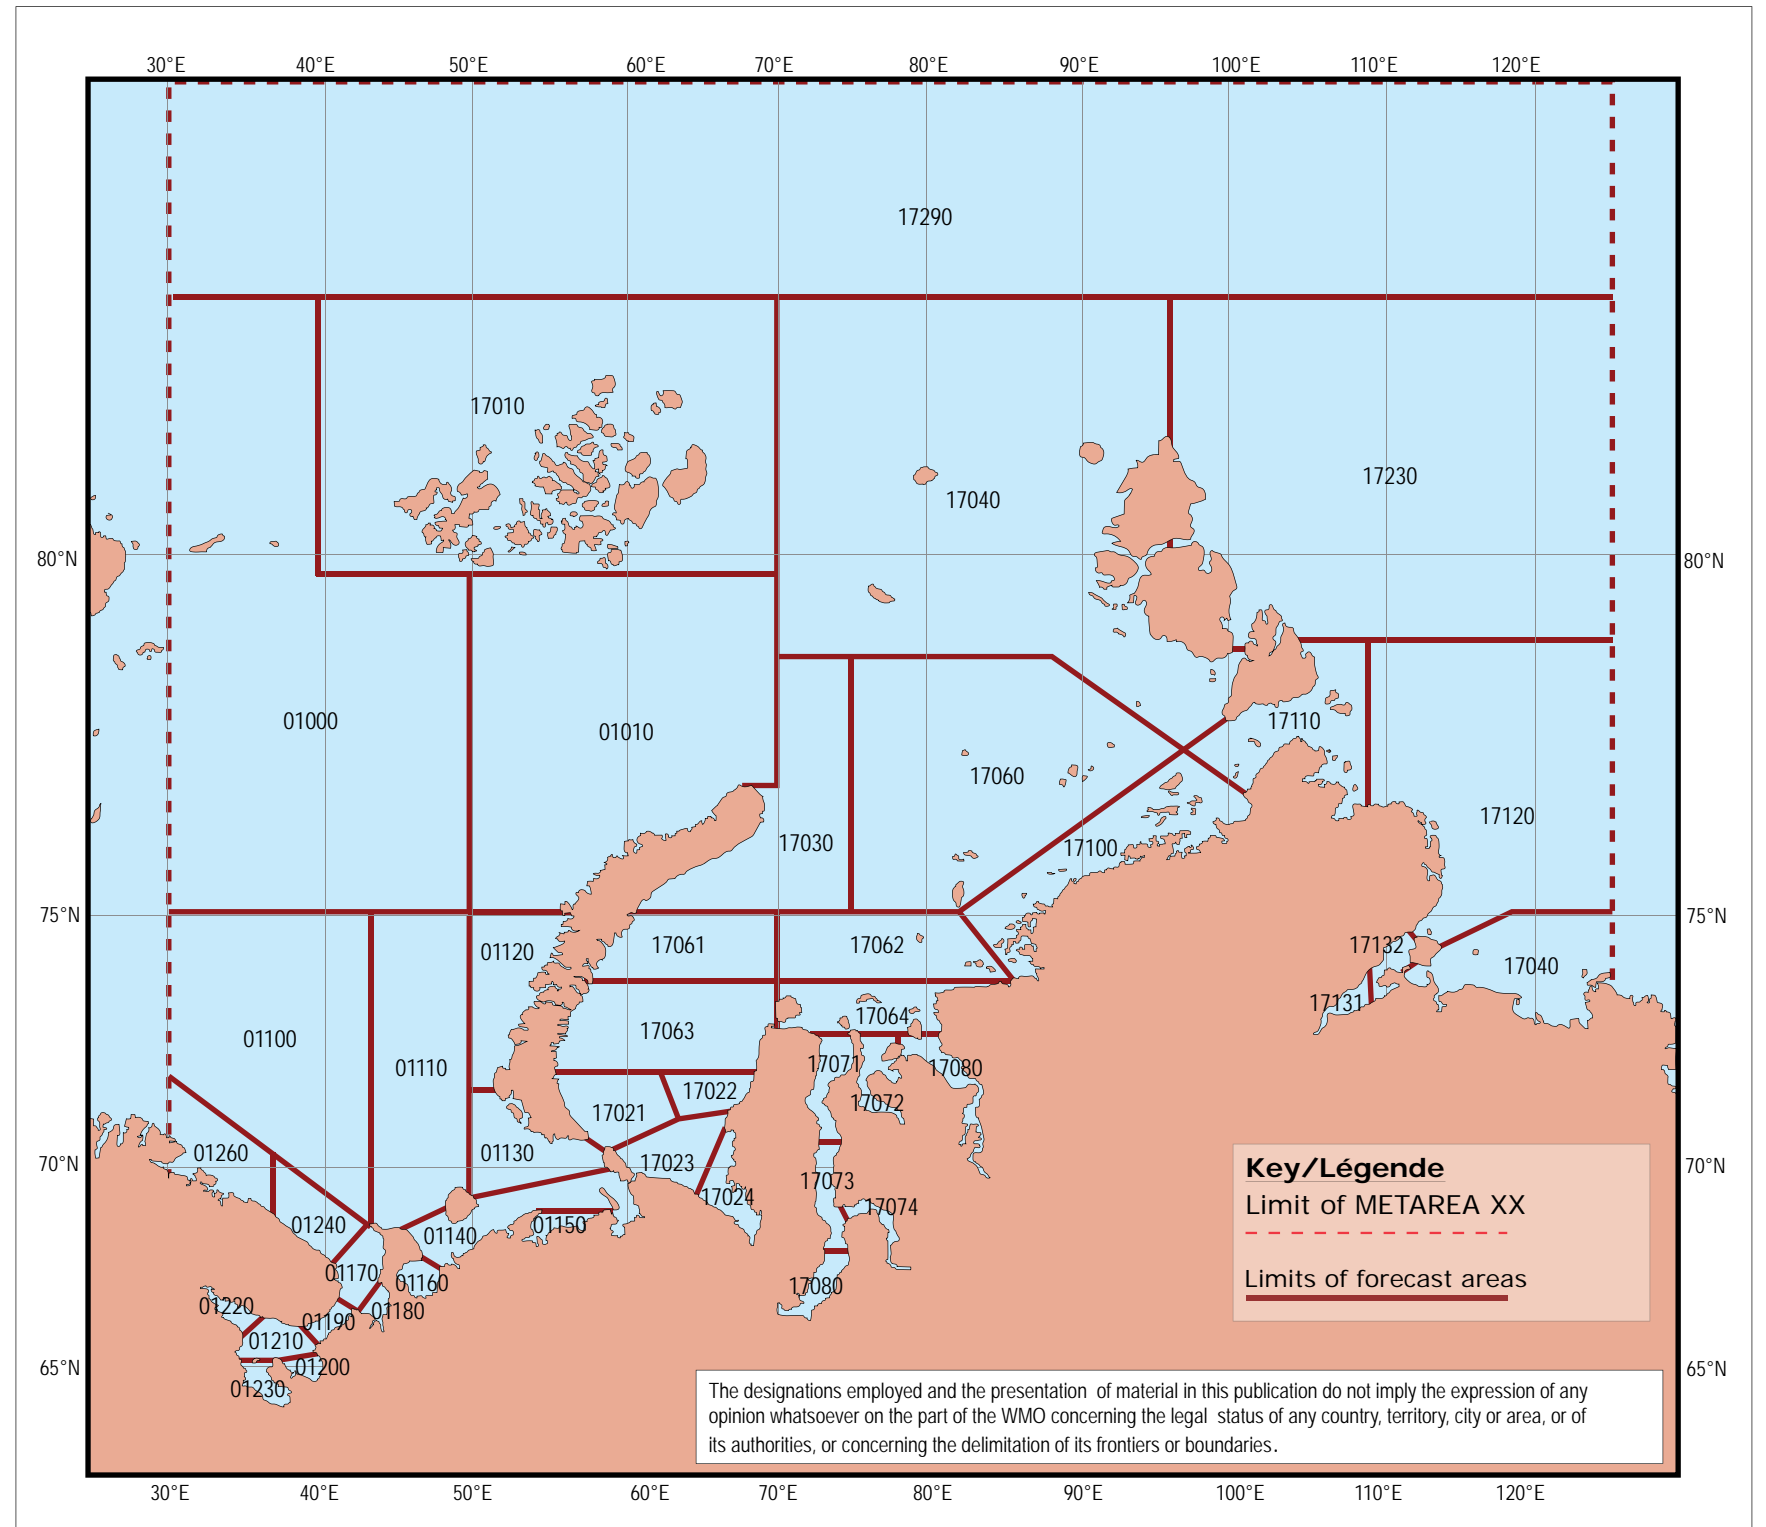 30°E 40°E 50°E 60°E 70°E 80°E 90°E 100°E 110°E 120°E
17290
17010
17230
17040
80°N 80°N
01000
01010
17110
17060
17120
17030
17100
75°N 75°N
01120 17061 17062 17132
17040
17131
17064
01100 17063
01110 17071 17080
17022
17021 17072
01260 01130 17023
70°N 70°N
Key/Légende
17073
17024
Limit of METAREA XX
17074
01240 01150
01140
01170 01160
Limits of forecast areas
17080
01220 01180
01190
01210
65°N 01200 65°N
01230
The designations employed and the presentation of material in this publication do not imply the expression of any
opinion whatsoever on the part of the WMO concerning the legal status of any country, territory, city or area, or of
its authorities, or concerning the delimitation of its frontiers or boundaries.
30°E 40°E 50°E 60°E 70°E 80°E 90°E 100°E 110°E 120°E